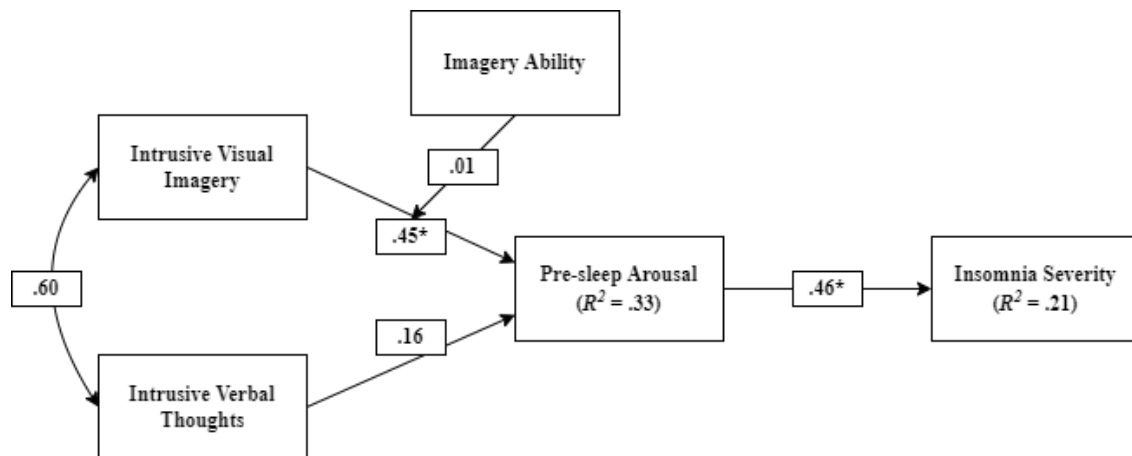 Imagery Ability
Intrusive Visual
Imagery
.01
.45*
Pre-sleep Arousal
(R² = .33)
.46*
Insomnia Severity
(R² = .21)
.60
.16
Intrusive Verbal
Thoughts